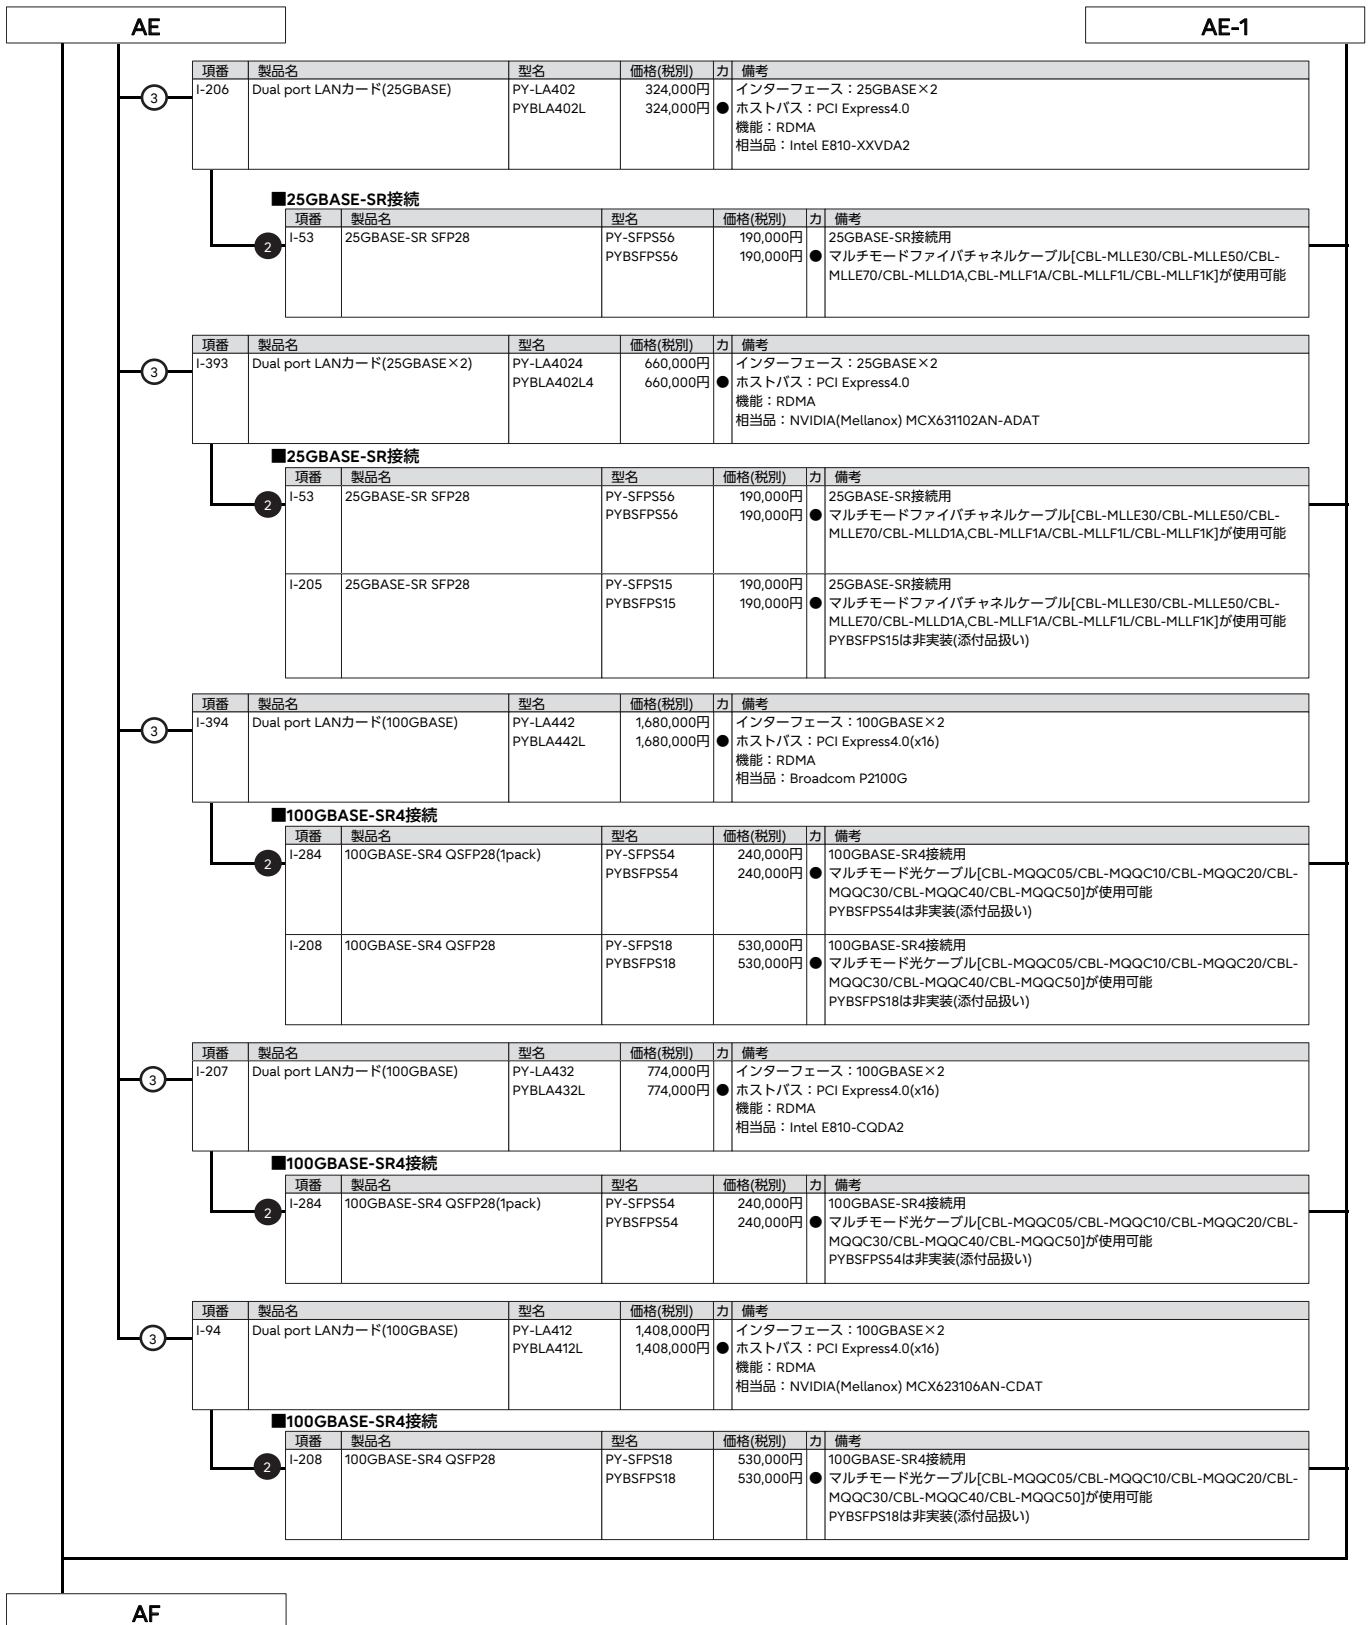 AE
AE-1
項番 製品名 型名 価格(税別) カ 備考
3 I-206 Dual port LANカード(25GBASE) PY-LA402 324,000円 インターフェース：25GBASE×2
PYBLA402L 324,000円 ● ホストバス：PCI Express4.0
機能：RDMA
相当品：Intel E810-XXVDA2
■25GBASE-SR接続
項番 製品名 型名 価格(税別) カ 備考
2 I-53 25GBASE-SR SFP28 PY-SFPS56 190,000円 25GBASE-SR接続用
PYBSFPS56 190,000円 ● マルチモードファイバチャネルケーブル[CBL-MLLE30/CBL-MLLE50/CBL-
MLLE70/CBL-MLLD1A,CBL-MLLF1A/CBL-MLLF1L/CBL-MLLF1K]が使用可能
項番 製品名 型名 価格(税別) カ 備考
3 I-393 Dual port LANカード(25GBASE×2) PY-LA4024 660,000円 インターフェース：25GBASE×2
PYBLA402L4 660,000円 ● ホストバス：PCI Express4.0
機能：RDMA
相当品：NVIDIA(Mellanox) MCX631102AN-ADAT
■25GBASE-SR接続
項番 製品名 型名 価格(税別) カ 備考
2 I-53 25GBASE-SR SFP28 PY-SFPS56 190,000円 25GBASE-SR接続用
PYBSFPS56 190,000円 ● マルチモードファイバチャネルケーブル[CBL-MLLE30/CBL-MLLE50/CBL-
MLLE70/CBL-MLLD1A,CBL-MLLF1A/CBL-MLLF1L/CBL-MLLF1K]が使用可能
I-205 25GBASE-SR SFP28 PY-SFPS15 190,000円 25GBASE-SR接続用
PYBSFPS15 190,000円 ● マルチモードファイバチャネルケーブル[CBL-MLLE30/CBL-MLLE50/CBL-
MLLE70/CBL-MLLD1A,CBL-MLLF1A/CBL-MLLF1L/CBL-MLLF1K]が使用可能
PYBSFPS15は非実装(添付品扱い)
項番 製品名 型名 価格(税別) カ 備考
3 I-394 Dual port LANカード(100GBASE) PY-LA442 1,680,000円 インターフェース：100GBASE×2
PYBLA442L 1,680,000円 ● ホストバス：PCI Express4.0(x16)
機能：RDMA
相当品：Broadcom P2100G
■100GBASE-SR4接続
項番 製品名 型名 価格(税別) カ 備考
2 I-284 100GBASE-SR4 QSFP28(1pack) PY-SFPS54 240,000円 100GBASE-SR4接続用
PYBSFPS54 240,000円 ● マルチモード光ケーブル[CBL-MQQC05/CBL-MQQC10/CBL-MQQC20/CBL-
MQQC30/CBL-MQQC40/CBL-MQQC50]が使用可能
PYBSFPS54は非実装(添付品扱い)
I-208 100GBASE-SR4 QSFP28 PY-SFPS18 530,000円 100GBASE-SR4接続用
PYBSFPS18 530,000円 ● マルチモード光ケーブル[CBL-MQQC05/CBL-MQQC10/CBL-MQQC20/CBL-
MQQC30/CBL-MQQC40/CBL-MQQC50]が使用可能
PYBSFPS18は非実装(添付品扱い)
項番 製品名 型名 価格(税別) カ 備考
3 I-207 Dual port LANカード(100GBASE) PY-LA432 774,000円 インターフェース：100GBASE×2
PYBLA432L 774,000円 ● ホストバス：PCI Express4.0(x16)
機能：RDMA
相当品：Intel E810-CQDA2
■100GBASE-SR4接続
項番 製品名 型名 価格(税別) カ 備考
2 I-284 100GBASE-SR4 QSFP28(1pack) PY-SFPS54 240,000円 100GBASE-SR4接続用
PYBSFPS54 240,000円 ● マルチモード光ケーブル[CBL-MQQC05/CBL-MQQC10/CBL-MQQC20/CBL-
MQQC30/CBL-MQQC40/CBL-MQQC50]が使用可能
PYBSFPS54は非実装(添付品扱い)
項番 製品名 型名 価格(税別) カ 備考
3 I-94 Dual port LANカード(100GBASE) PY-LA412 1,408,000円 インターフェース：100GBASE×2
PYBLA412L 1,408,000円 ● ホストバス：PCI Express4.0(x16)
機能：RDMA
相当品：NVIDIA(Mellanox) MCX623106AN-CDAT
■100GBASE-SR4接続
項番 製品名 型名 価格(税別) カ 備考
2 I-208 100GBASE-SR4 QSFP28 PY-SFPS18 530,000円 100GBASE-SR4接続用
PYBSFPS18 530,000円 ● マルチモード光ケーブル[CBL-MQQC05/CBL-MQQC10/CBL-MQQC20/CBL-
MQQC30/CBL-MQQC40/CBL-MQQC50]が使用可能
PYBSFPS18は非実装(添付品扱い)
AF